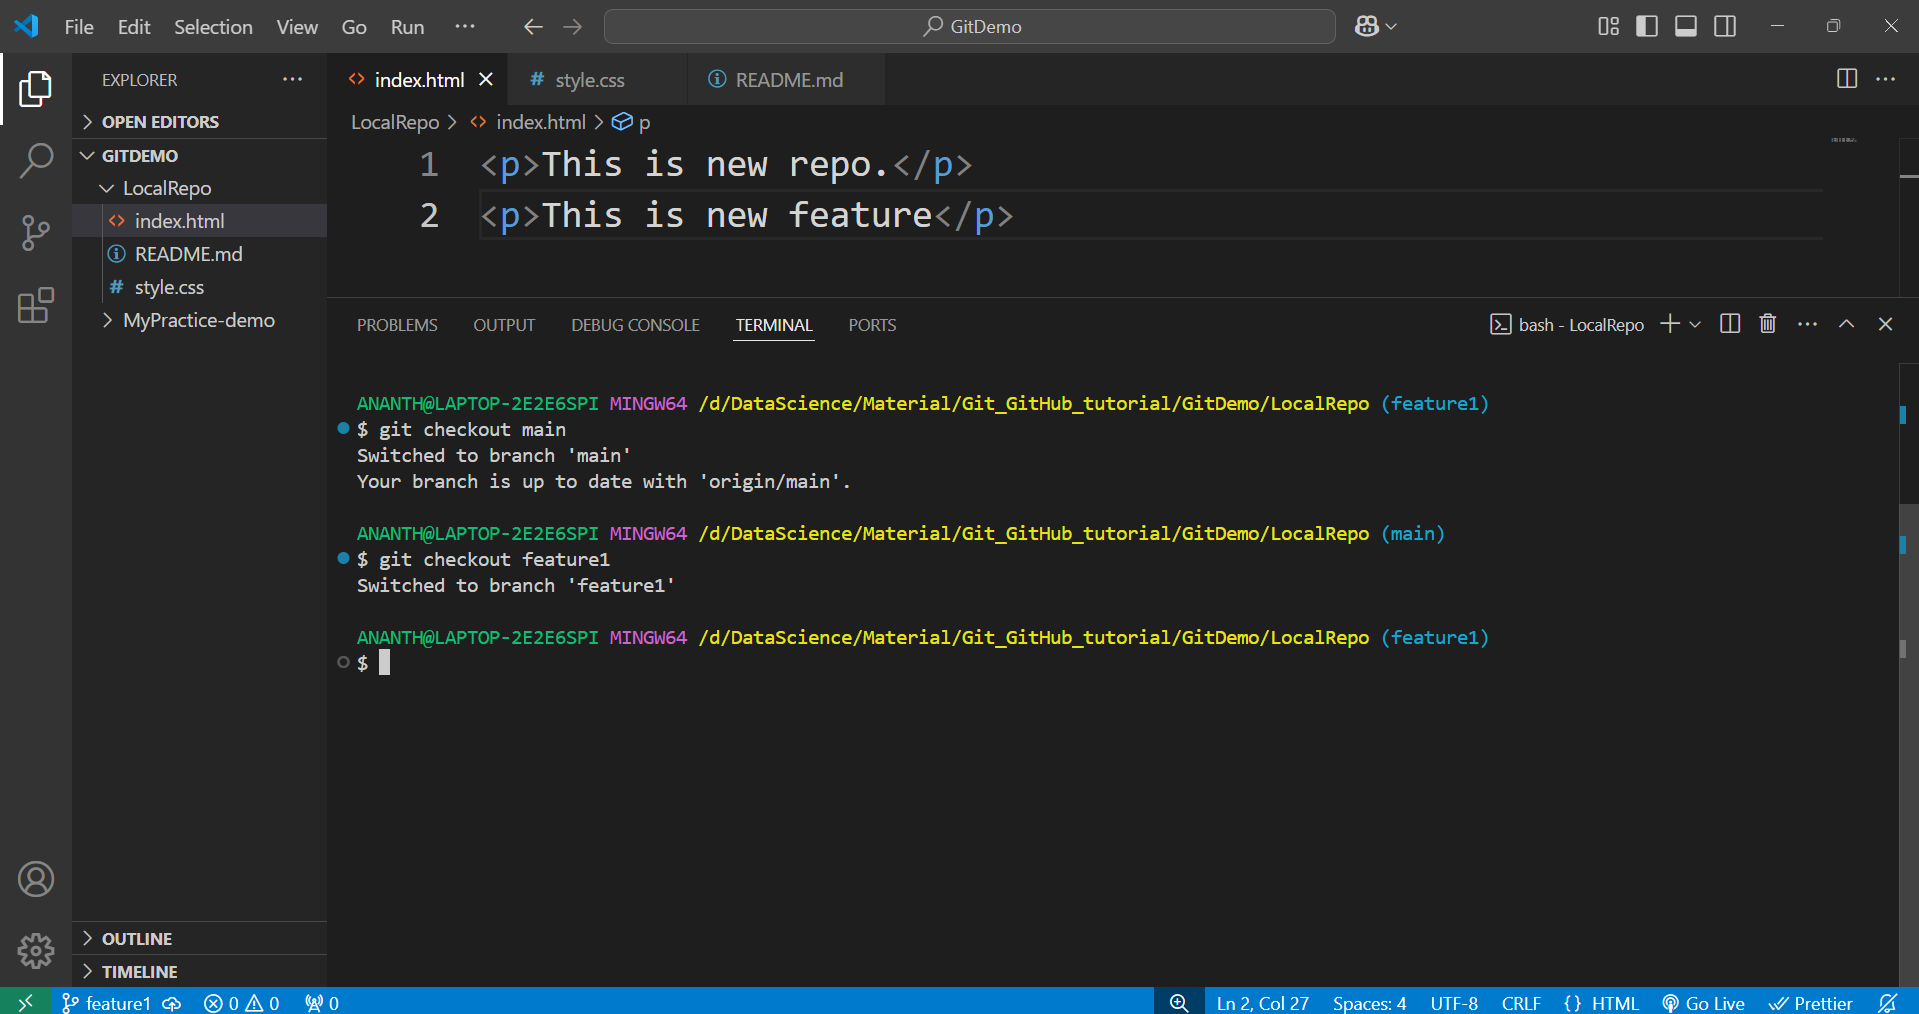 File Edit Selection View Go Run ··· GitDemo
EXPLORER ···
index.html
style.css
README.md
OPEN EDITORS
GITDEMO
LocalRepo
index.html
README.md
style.css
MyPractice-demo
OUTLINE
TIMELINE
LocalRepo > index.html > p
1 <p>This is new repo.</p>
2 <p>This is new feature</p>
PROBLEMS OUTPUT DEBUG CONSOLE TERMINAL PORTS
bash - LocalRepo
ANANTH@LAPTOP-2E2E6SPI MINGW64 /d/DataScience/Material/Git_GitHub_tutorial/GitDemo/LocalRepo (feature1)
$ git checkout main
Switched to branch 'main'
Your branch is up to date with 'origin/main'.
ANANTH@LAPTOP-2E2E6SPI MINGW64 /d/DataScience/Material/Git_GitHub_tutorial/GitDemo/LocalRepo (main)
$ git checkout feature1
Switched to branch 'feature1'
ANANTH@LAPTOP-2E2E6SPI MINGW64 /d/DataScience/Material/Git_GitHub_tutorial/GitDemo/LocalRepo (feature1)
$
feature1 0 0 0 Ln 2, Col 27 Spaces: 4 UTF-8 CRLF {} HTML Go Live Prettier